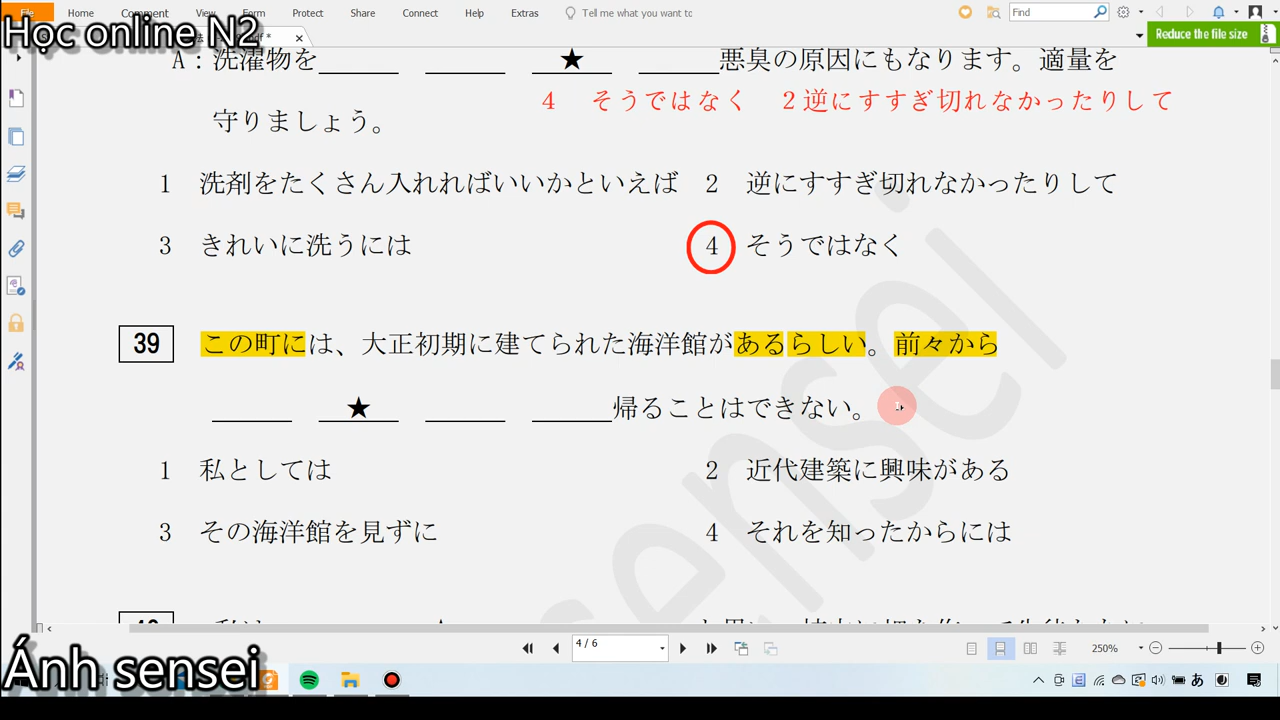 File Home Comment View Form Protect Share Connect Help Extras Tell me what you want tc Find
Học online N2
df * Reduce the file size
A：洗濯物を＿＿＿ ＿＿＿ ★ ＿＿＿悪臭の原因にもなります。適量を
4 そうではなく 2逆にすすぎ切れなかったりして
守りましょう。
1 洗剤をたくさん入れればいいかといえば 2 逆にすすぎ切れなかったりして
3 きれいに洗うには 4 そうではなく
39 この町には、大正初期に建てられた海洋館があるらしい。前々から
＿＿＿ ★ ＿＿＿ ＿＿＿帰ることはできない。
1 私としては 2 近代建築に興味がある
3 その海洋館を見ずに 4 それを知ったからには
sensei
4 / 6 250%
Ánh sensei